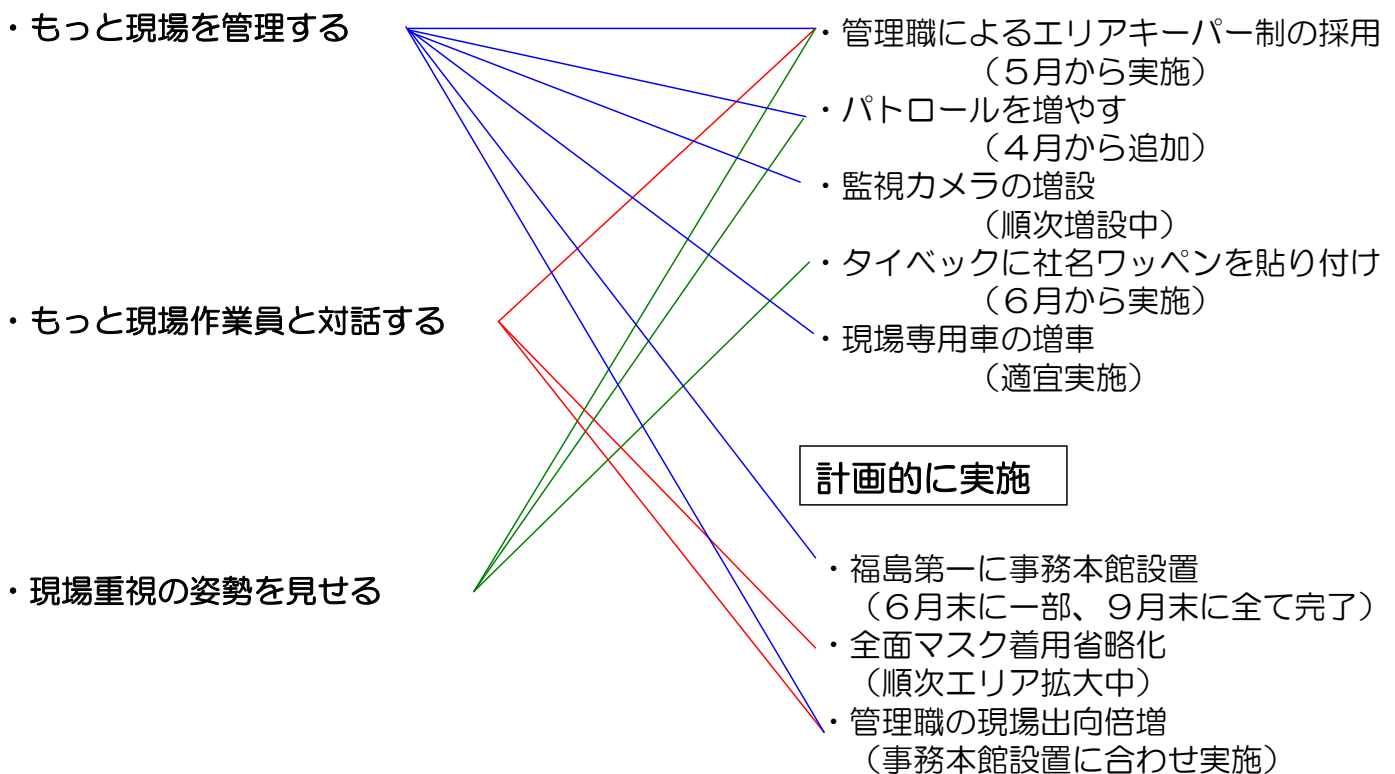 ・もっと現場を管理する
・もっと現場作業員と対話する
・現場重視の姿勢を見せる
・管理職によるエリアキーパー制の採用
（５月から実施）
・パトロールを増やす
（４月から追加）
・監視カメラの増設
（順次増設中）
・タイベックに社名ワッペンを貼り付け
（６月から実施）
・現場専用車の増車
（適宜実施）
計画的に実施
・福島第一に事務本館設置
（６月末に一部、９月末に全て完了）
・全面マスク着用省略化
（順次エリア拡大中）
・管理職の現場出向倍増
（事務本館設置に合わせ実施）